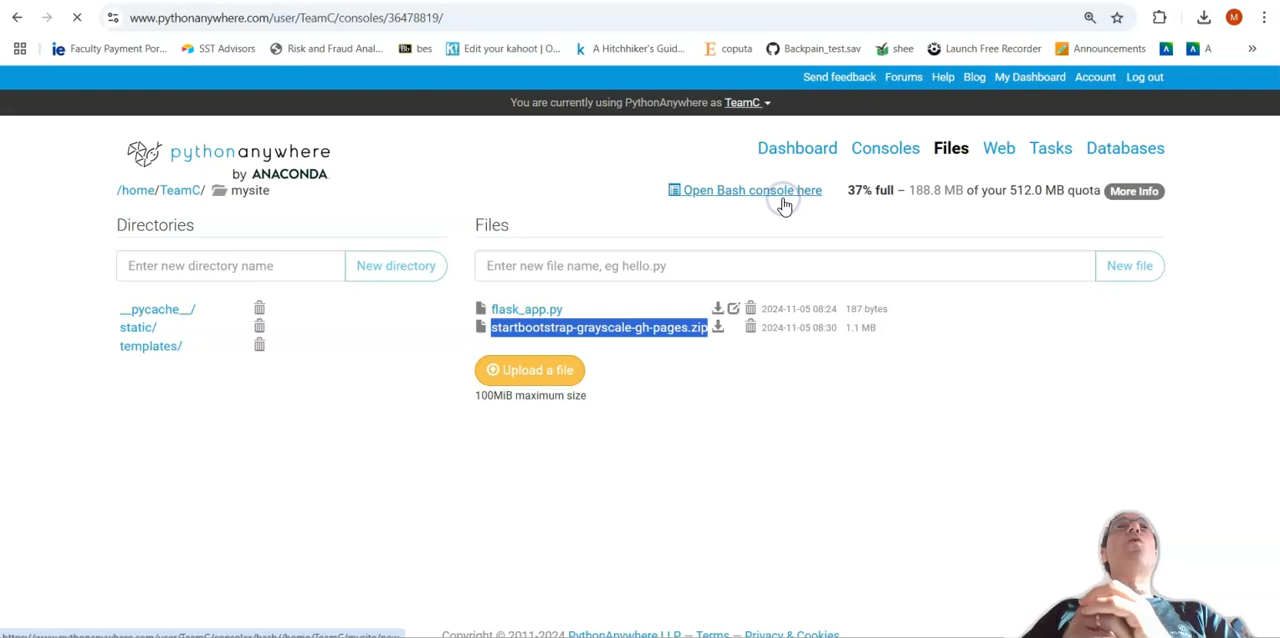 www.pythonanywhere.com/user/TeamC/consoles/36478819/
M
Faculty Payment Por... SST Advisors Risk and Fraud Anal... bes Edit your kahoot | O... A Hitchhiker's Guid... coputa Backpain_test.sav shee Launch Free Recorder Announcements A
Send feedback Forums Help Blog My Dashboard Account Log out
You are currently using PythonAnywhere as TeamC
pythonanywhere
by ANACONDA.
Dashboard Consoles Files Web Tasks Databases
/home/TeamC/ mysite
Open Bash console here 37% full – 188.8 MB of your 512.0 MB quota More Info
Directories
Files
Enter new directory name New directory
Enter new file name, eg hello.py New file
__pycache__/
static/
templates/
flask_app.py 2024-11-05 08:24 187 bytes
startbootstrap-grayscale-gh-pages.zip 2024-11-05 08:30 1.1 MB
Upload a file
100MiB maximum size
Copyright © 2011-2024 PythonAnywhere LLP — Terms — Privacy & Cookies